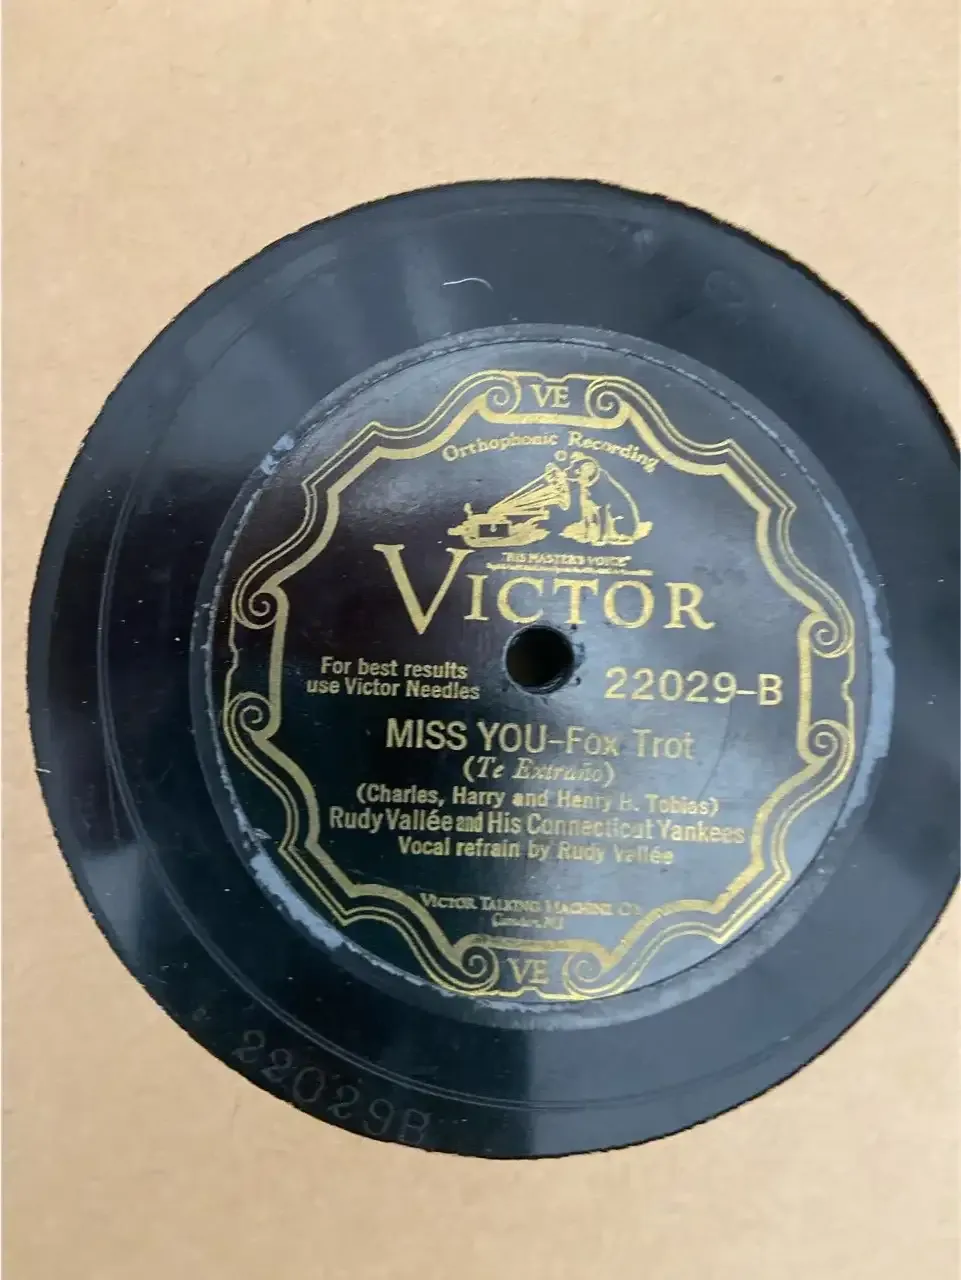 VE
Orthophonic Recording
"HIS MASTER'S VOICE"
VICTOR
For best results
use Victor Needles
22029-B
MISS YOU-Fox Trot
(Te Extraño)
(Charles, Harry and Henry H. Tobias)
Rudy Vallée and His Connecticut Yankees
Vocal refrain by Rudy Vallée
VICTOR TALKING MACHINE Co.
Camden, NJ
VE
22029B